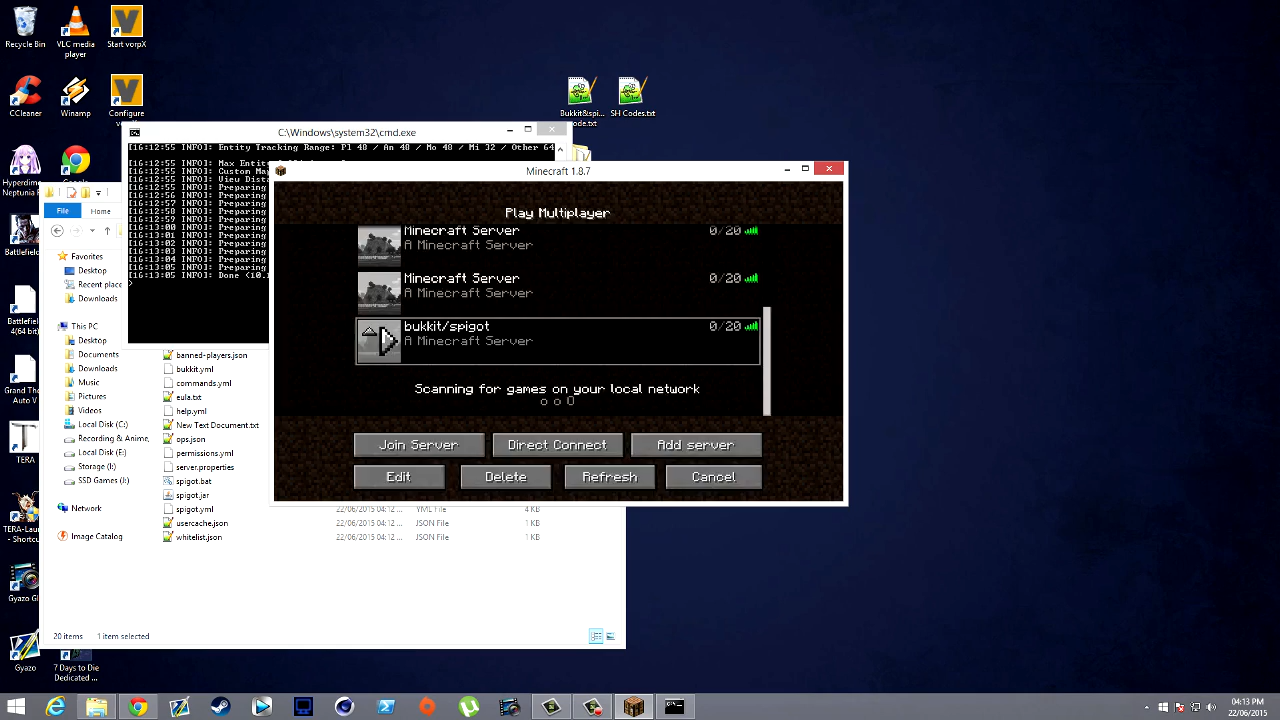 Recycle Bin
VLC media
player
Start vorpX
CCleaner
Winamp
Configure
Bukkit&spi...
SH Codes.txt
Hyperdime
Neptunia
C:\Windows\system32\cmd.exe
[16:12:55 INFO]: Entity Tracking Range: Pl 48 / An 48 / Mo 48 / Mi 32 / Other 64
[16:12:55 INFO]: Max Entit
[16:12:55 INFO]: Custom Ma
[16:12:55 INFO]: View Dista
[16:12:55 INFO]: Preparing
[16:12:56 INFO]: Preparing
[16:12:57 INFO]: Preparing
[16:12:58 INFO]: Preparing
[16:12:59 INFO]: Preparing
[16:13:00 INFO]: Preparing
[16:13:01 INFO]: Preparing
[16:13:02 INFO]: Preparing
[16:13:03 INFO]: Preparing
[16:13:04 INFO]: Preparing
[16:13:05 INFO]: Preparing
[16:13:05 INFO]: Done (10.
>
File
Home
Favorites
Desktop
Recent place
Downloads
This PC
Desktop
Documents
Downloads
Music
Pictures
Videos
Local Disk (C:)
Recording & Anime,
Local Disk (E:)
Storage (I:)
SSD Games (J:)
Network
Image Catalog
banned-players.json
bukkit.yml
commands.yml
eula.txt
help.yml
New Text Document.txt
ops.json
permissions.yml
server.properties
spigot.bat
spigot.jar
spigot.yml 22/06/2015 04:12 ... YML File 4 KB
usercache.json 22/06/2015 04:12 ... JSON File 1 KB
whitelist.json 22/06/2015 04:12 ... JSON File 1 KB
20 items 1 item selected
Minecraft 1.8.7
Play Multiplayer
Minecraft Server 0/20
A Minecraft Server
Minecraft Server 0/20
A Minecraft Server
bukkit/spigot 0/20
A Minecraft Server
Scanning for games on your local network
o o O
Join Server
Direct Connect
Add server
Edit
Delete
Refresh
Cancel
Battlefield
Battlefiel
(64 bit)
Grand The
Auto V
TERA
TERA-Lau
- Shortcu
Gyazo GI
Gyazo
7 Days to Die
Dedicated ...
04:13 PM
22/06/2015